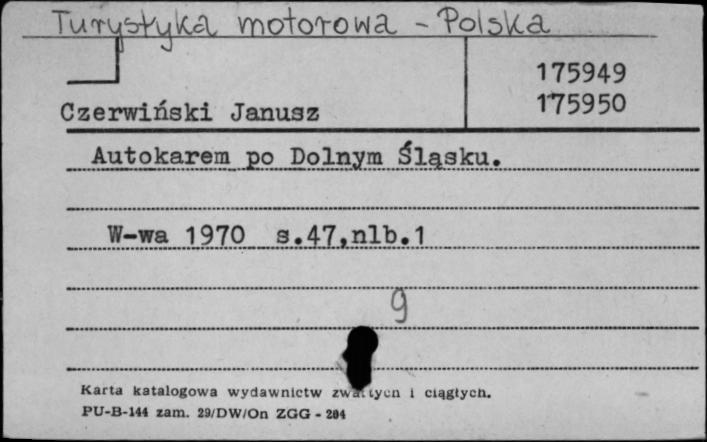 Turystyka motorowa - Polska
175949
175950
Czerwiński Janusz
Autokarem po Dolnym Śląsku.
W-wa 1970 s.47,nlb.1
9
Karta katalogowa wydawnictw zwartych i ciągłych.
PU-B-144 zam. 29/DW/On ZGG - 204